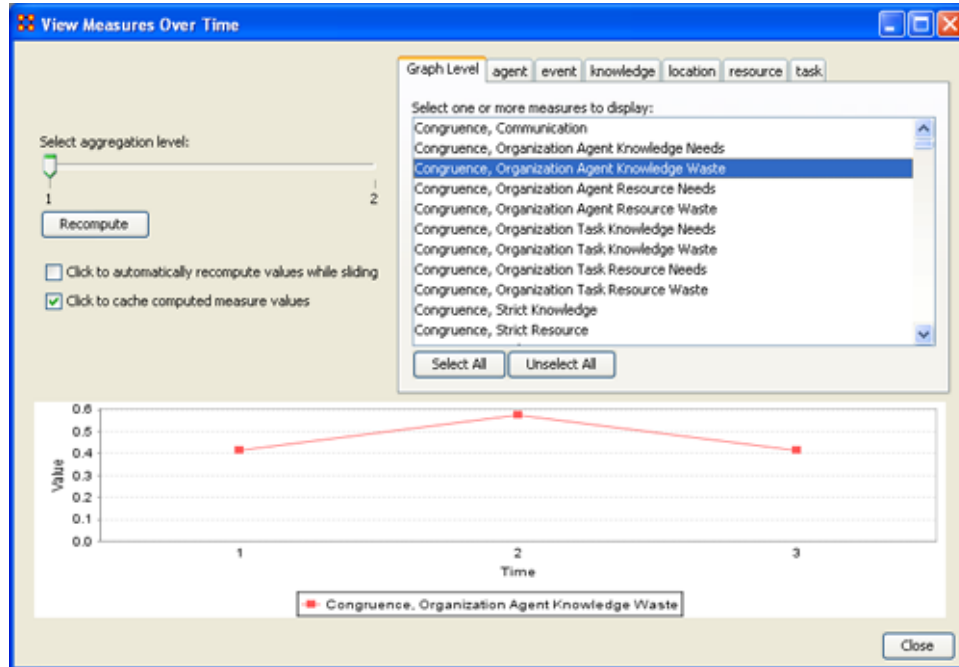 View Measures Over Time
Graph Level agent event knowledge location resource task
Select one or more measures to display:
Congruence, Communication
Congruence, Organization Agent Knowledge Needs
Congruence, Organization Agent Knowledge Waste
Congruence, Organization Agent Resource Needs
Congruence, Organization Agent Resource Waste
Congruence, Organization Task Knowledge Needs
Congruence, Organization Task Knowledge Waste
Congruence, Organization Task Resource Needs
Congruence, Organization Task Resource Waste
Congruence, Strict Knowledge
Congruence, Strict Resource
Select All Unselect All
Select aggregation level:
1 2
Recompute
Click to automatically recompute values while sliding
Click to cache computed measure values
Value
0.6
0.5
0.4
0.3
0.2
0.1
0.0
1 2 3
Time
Congruence, Organization Agent Knowledge Waste
Close